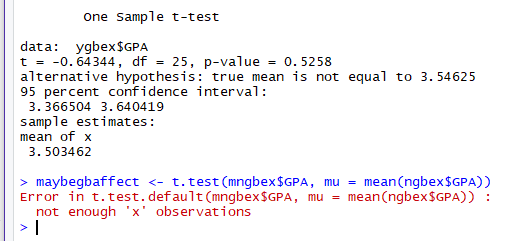 One Sample t-test
data: ygbex$GPA
t = -0.64344, df = 25, p-value = 0.5258
alternative hypothesis: true mean is not equal to 3.54625
95 percent confidence interval:
3.366504 3.640419
sample estimates:
mean of x
3.503462
> maybegbaffect <- t.test(mngbex$GPA, mu = mean(ngbex$GPA))
Error in t.test.default(mngbex$GPA, mu = mean(ngbex$GPA)) :
not enough 'x' observations
>